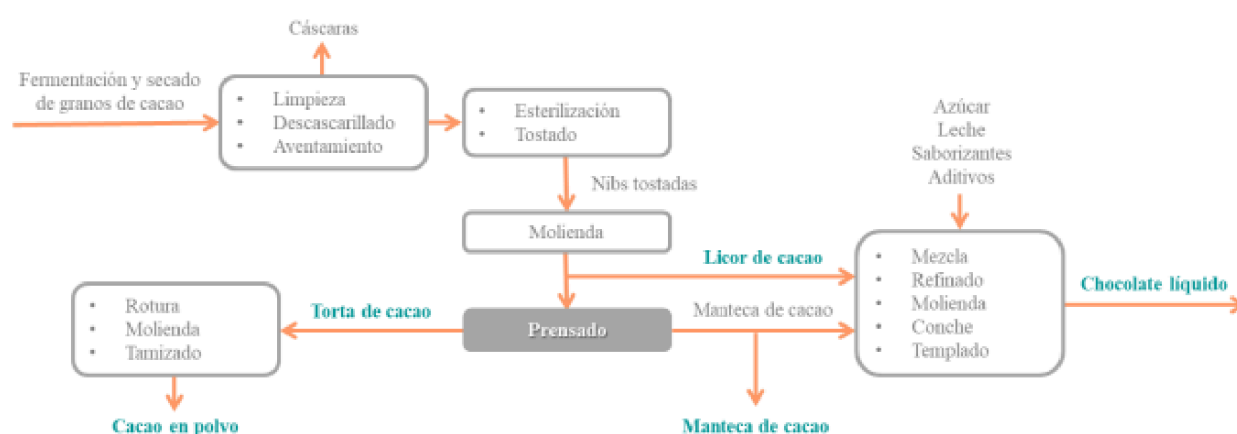 Cáscaras
Fermentación y secado
de granos de cacao
• Limpieza
• Descascarillado
• Aventamiento
• Esterilización
• Tostado
Azúcar
Leche
Saborizantes
Aditivos
Nibs tostadas
Molienda
Licor de cacao
• Mezcla
• Refinado
• Molienda
• Conche
• Templado
Chocolate líquido
• Rotura
• Molienda
• Tamizado
Torta de cacao
Prensado
Manteca de cacao
Cacao en polvo
Manteca de cacao